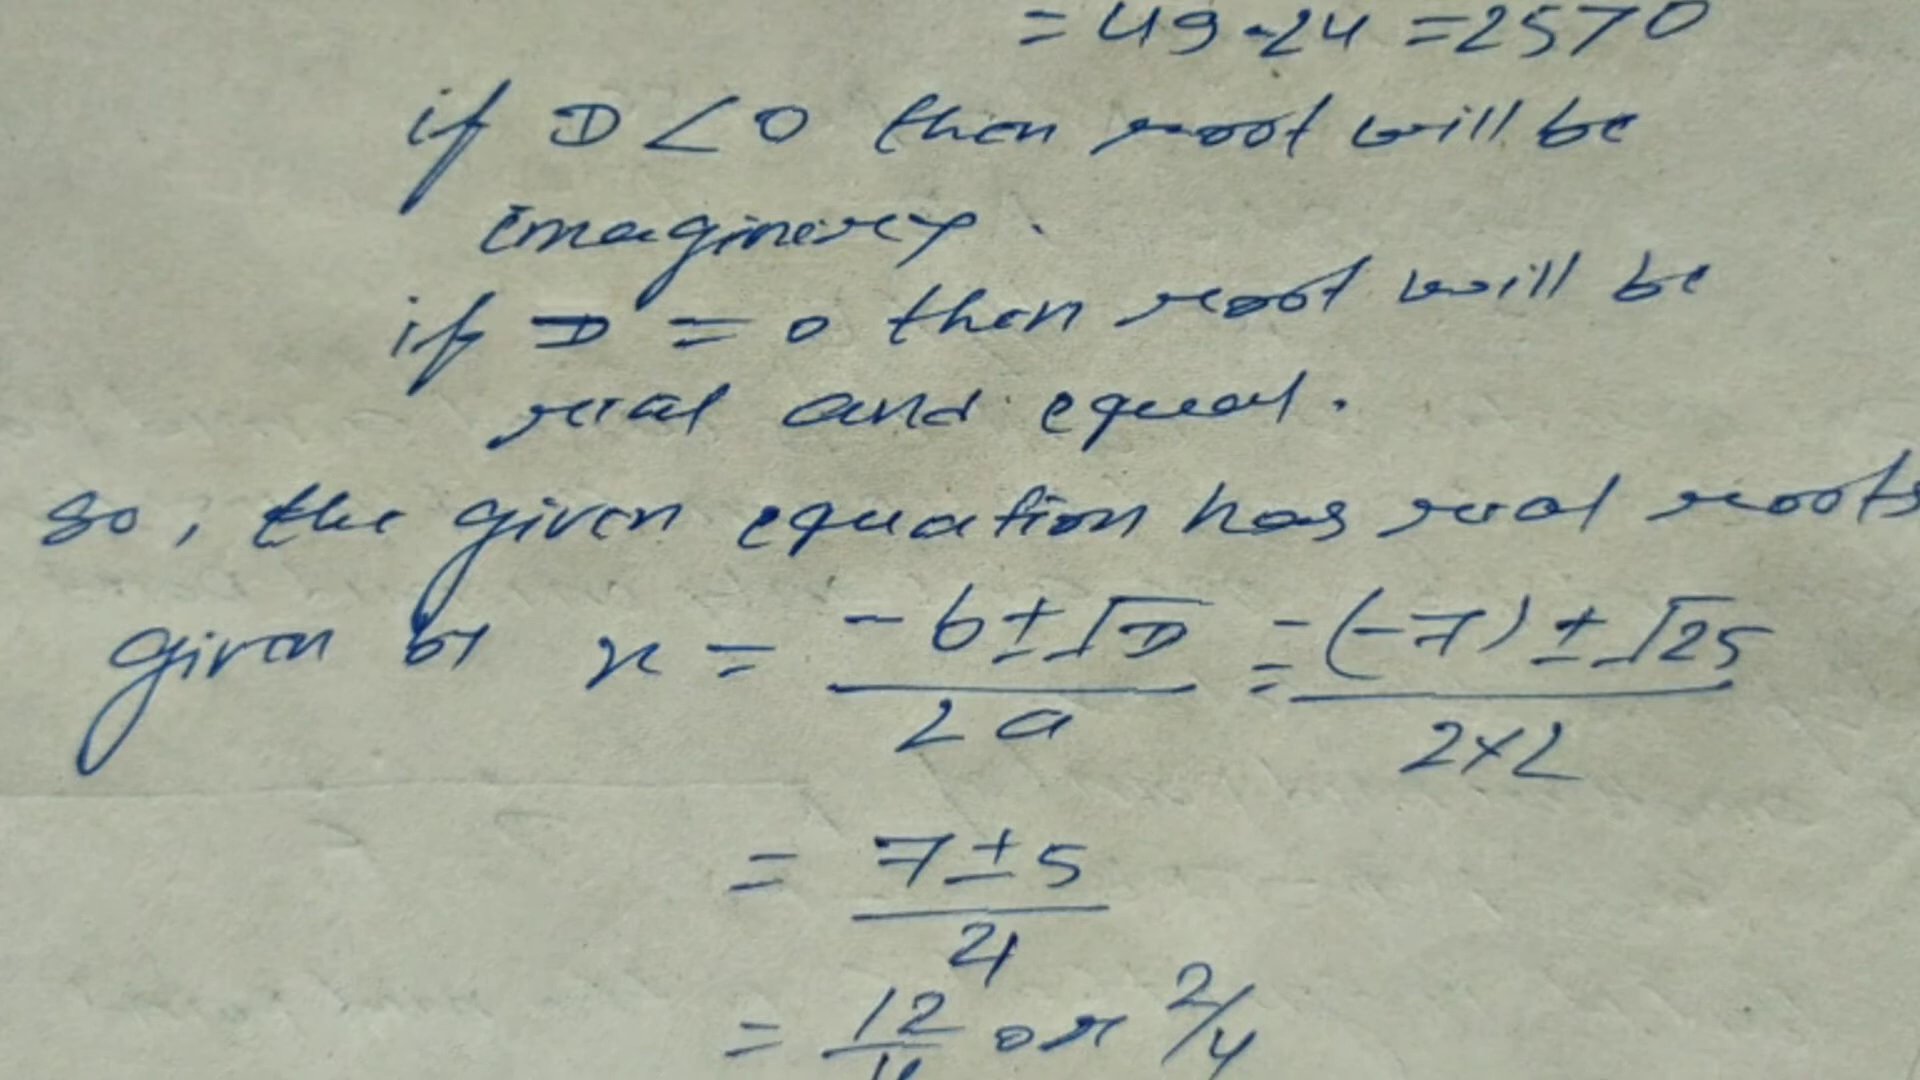 = 49-24 = 25>0
if D<0 then root will be
imaginirey.
if D = 0 then root will be
real and equal.
So, the given equation has real roots
given by x = (-b±√D)/(2a) = (-(-7)±√25)/(2×2)
= (7±5)/4
= 12/4 or 2/4